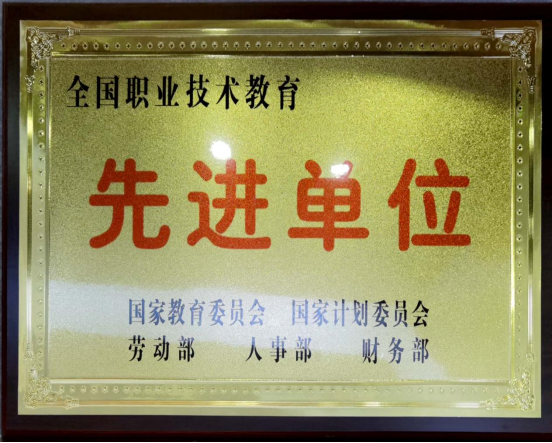 全国职业技术教育
先进单位
国家教育委员会 国家计划委员会
劳动部 人事部 财务部